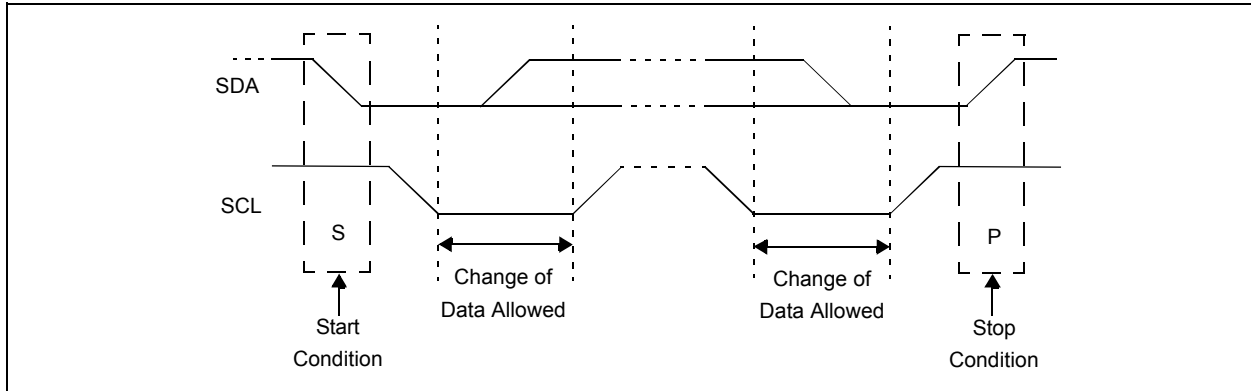 SDA
SCL
S
P
Change of
Data Allowed
Change of
Data Allowed
Start
Condition
Stop
Condition